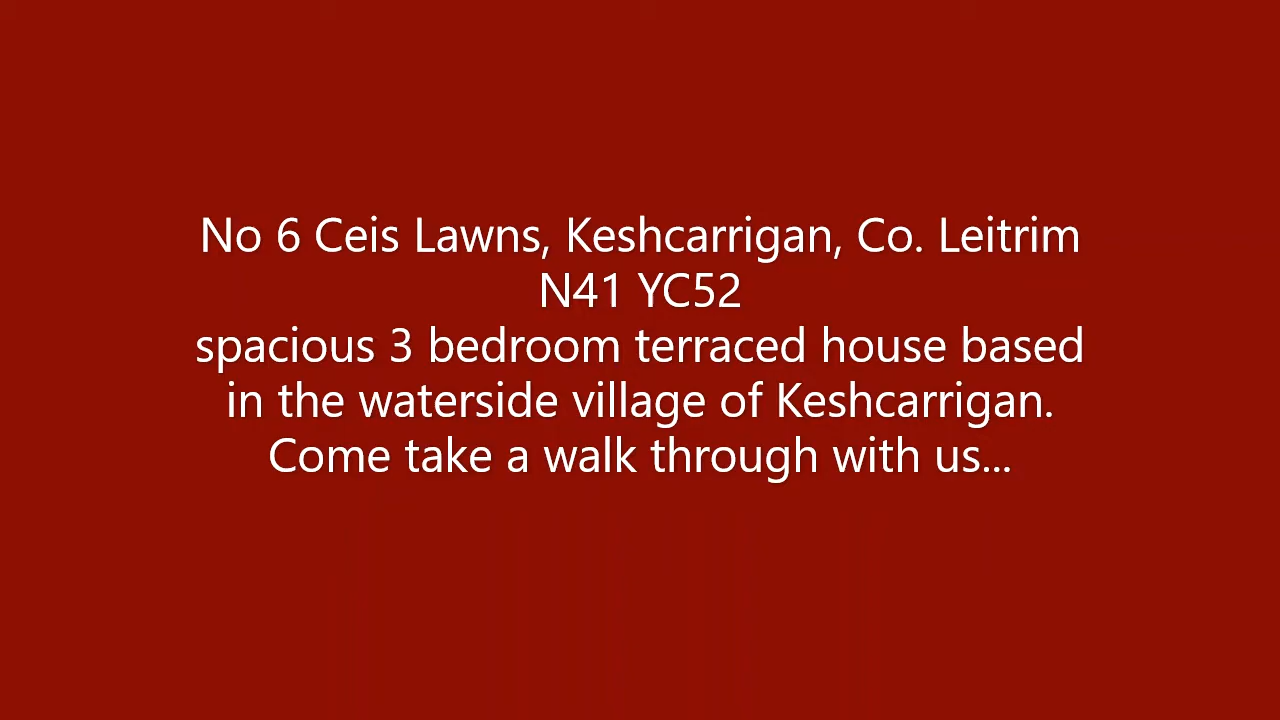 No 6 Ceis Lawns, Keshcarrigan, Co. Leitrim
N41 YC52
spacious 3 bedroom terraced house based
in the waterside village of Keshcarrigan.
Come take a walk through with us...